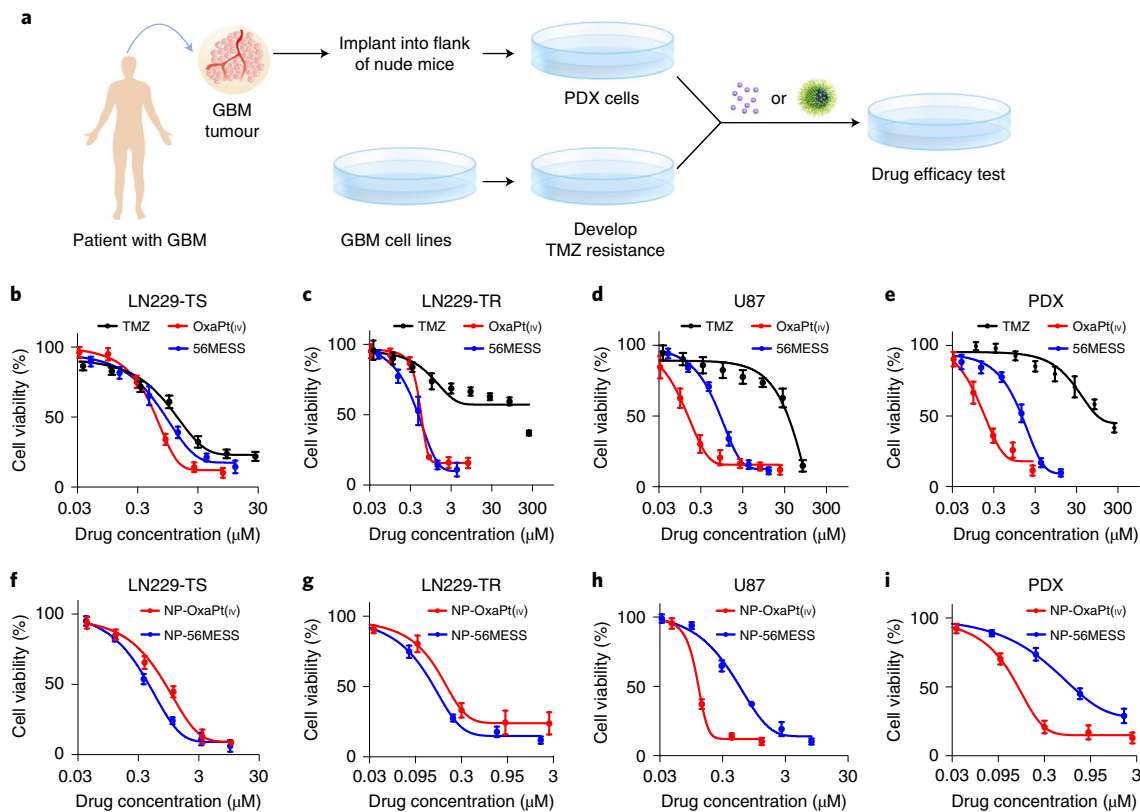 a
GBM
tumour
Patient with GBM
Implant into flank
of nude mice
PDX cells
GBM cell lines
Develop
TMZ resistance
or
Drug efficacy test
b
LN229-TS
TMZ OxaPt(IV)
56MESS
Cell viability (%)
100
50
0
0.03 0.3 3 30
Drug concentration (μM)
c
LN229-TR
TMZ OxaPt(IV)
56MESS
Cell viability (%)
100
50
0
0.03 0.3 3 30 300
Drug concentration (μM)
d
U87
TMZ OxaPt(IV)
56MESS
Cell viability (%)
100
50
0
0.03 0.3 3 30 300
Drug concentration (μM)
e
PDX
TMZ OxaPt(IV)
56MESS
Cell viability (%)
100
50
0
0.03 0.3 3 30 300
Drug concentration (μM)
f
LN229-TS
NP-OxaPt(IV)
NP-56MESS
Cell viability (%)
100
50
0
0.03 0.3 3 30
Drug concentration (μM)
g
LN229-TR
NP-OxaPt(IV)
NP-56MESS
Cell viability (%)
100
50
0
0.03 0.095 0.3 0.95 3
Drug concentration (μM)
h
U87
NP-OxaPt(IV)
NP-56MESS
Cell viability (%)
100
50
0
0.03 0.3 3 30
Drug concentration (μM)
i
PDX
NP-OxaPt(IV)
NP-56MESS
Cell viability (%)
100
50
0
0.03 0.095 0.3 0.95 3
Drug concentration (μM)